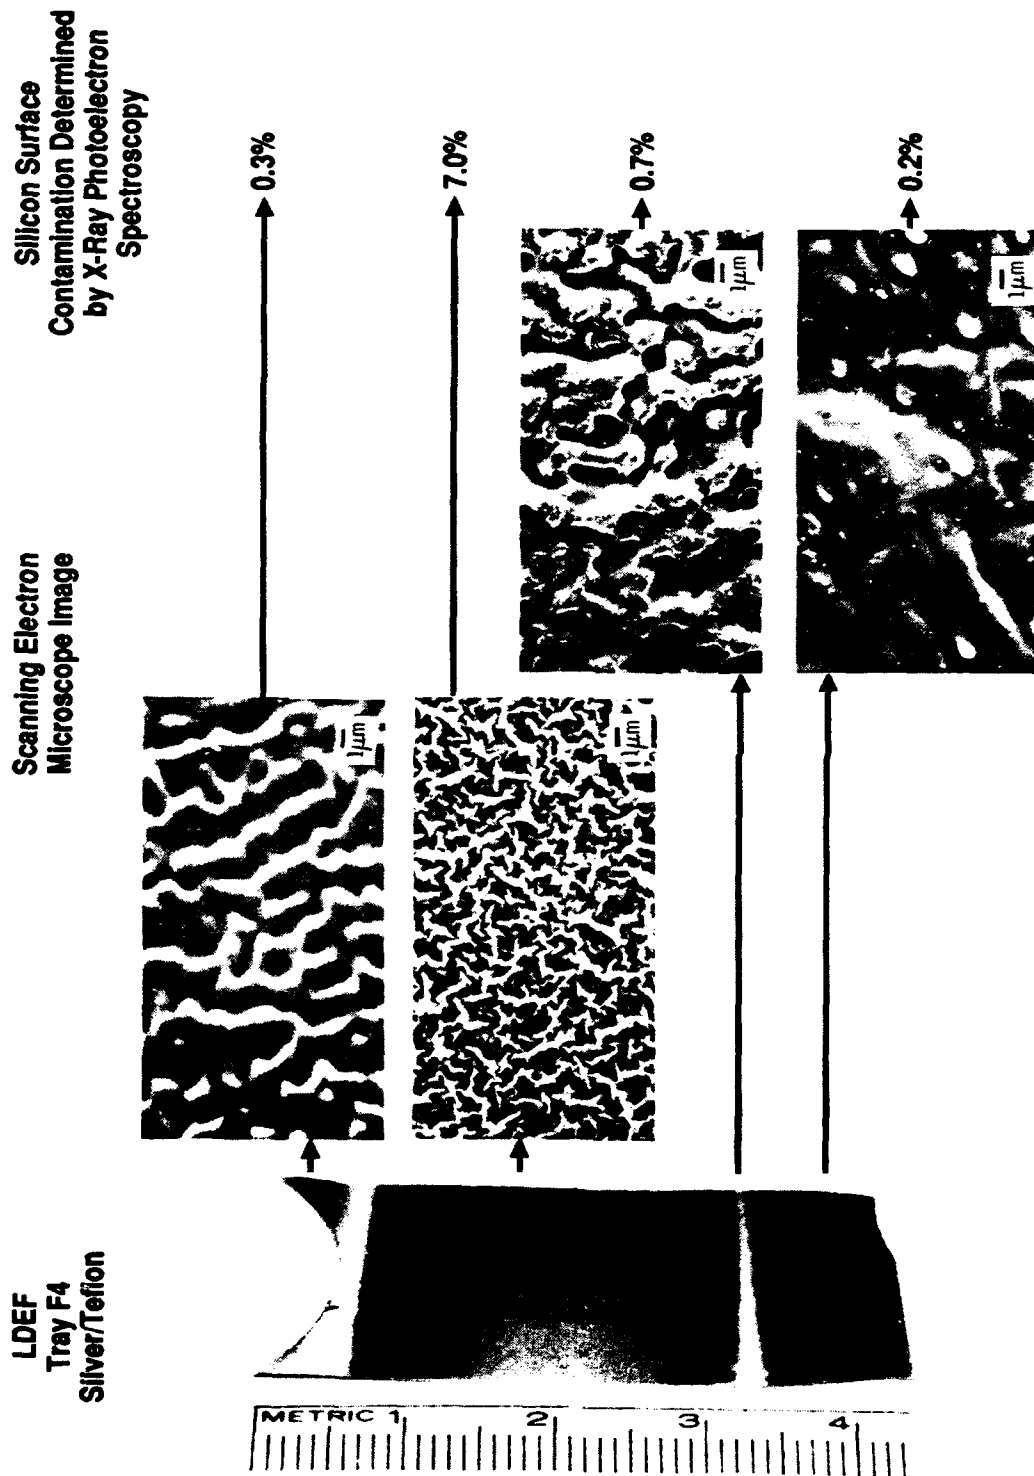 LDEF
Tray F4
Silver/Teflon
Scanning Electron
Microscope Image
Silicon Surface
Contamination Determined
by X-Ray Photoelectron
Spectroscopy
METRIC 1
2
3
4
1μm
0.3%
1μm
7.0%
1μm
0.7%
1μm
0.2%